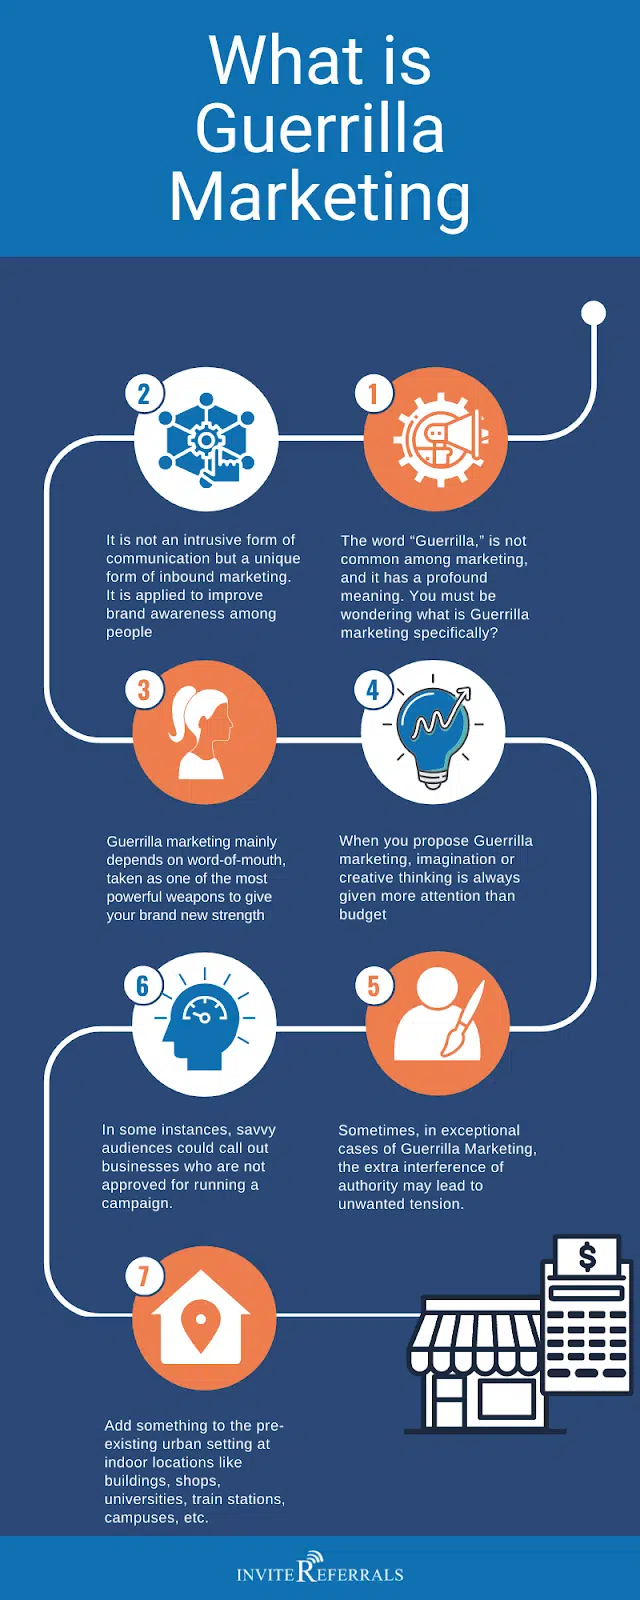 What is
Guerrilla
Marketing
1
The word “Guerrilla,” is not
common among marketing,
and it has a profound
meaning. You must be
wondering what is Guerrilla
marketing specifically?
2
It is not an intrusive form of
communication but a unique
form of inbound marketing.
It is applied to improve
brand awareness among
people
3
Guerrilla marketing mainly
depends on word-of-mouth,
taken as one of the most
powerful weapons to give
your brand new strength
4
When you propose Guerrilla
marketing, imagination or
creative thinking is always
given more attention than
budget
5
Sometimes, in exceptional
cases of Guerrilla Marketing,
the extra interference of
authority may lead to
unwanted tension.
6
In some instances, savvy
audiences could call out
businesses who are not
approved for running a
campaign.
7
Add something to the pre-
existing urban setting at
indoor locations like
buildings, shops,
universities, train stations,
campuses, etc.
$
INVITEREFERRALS